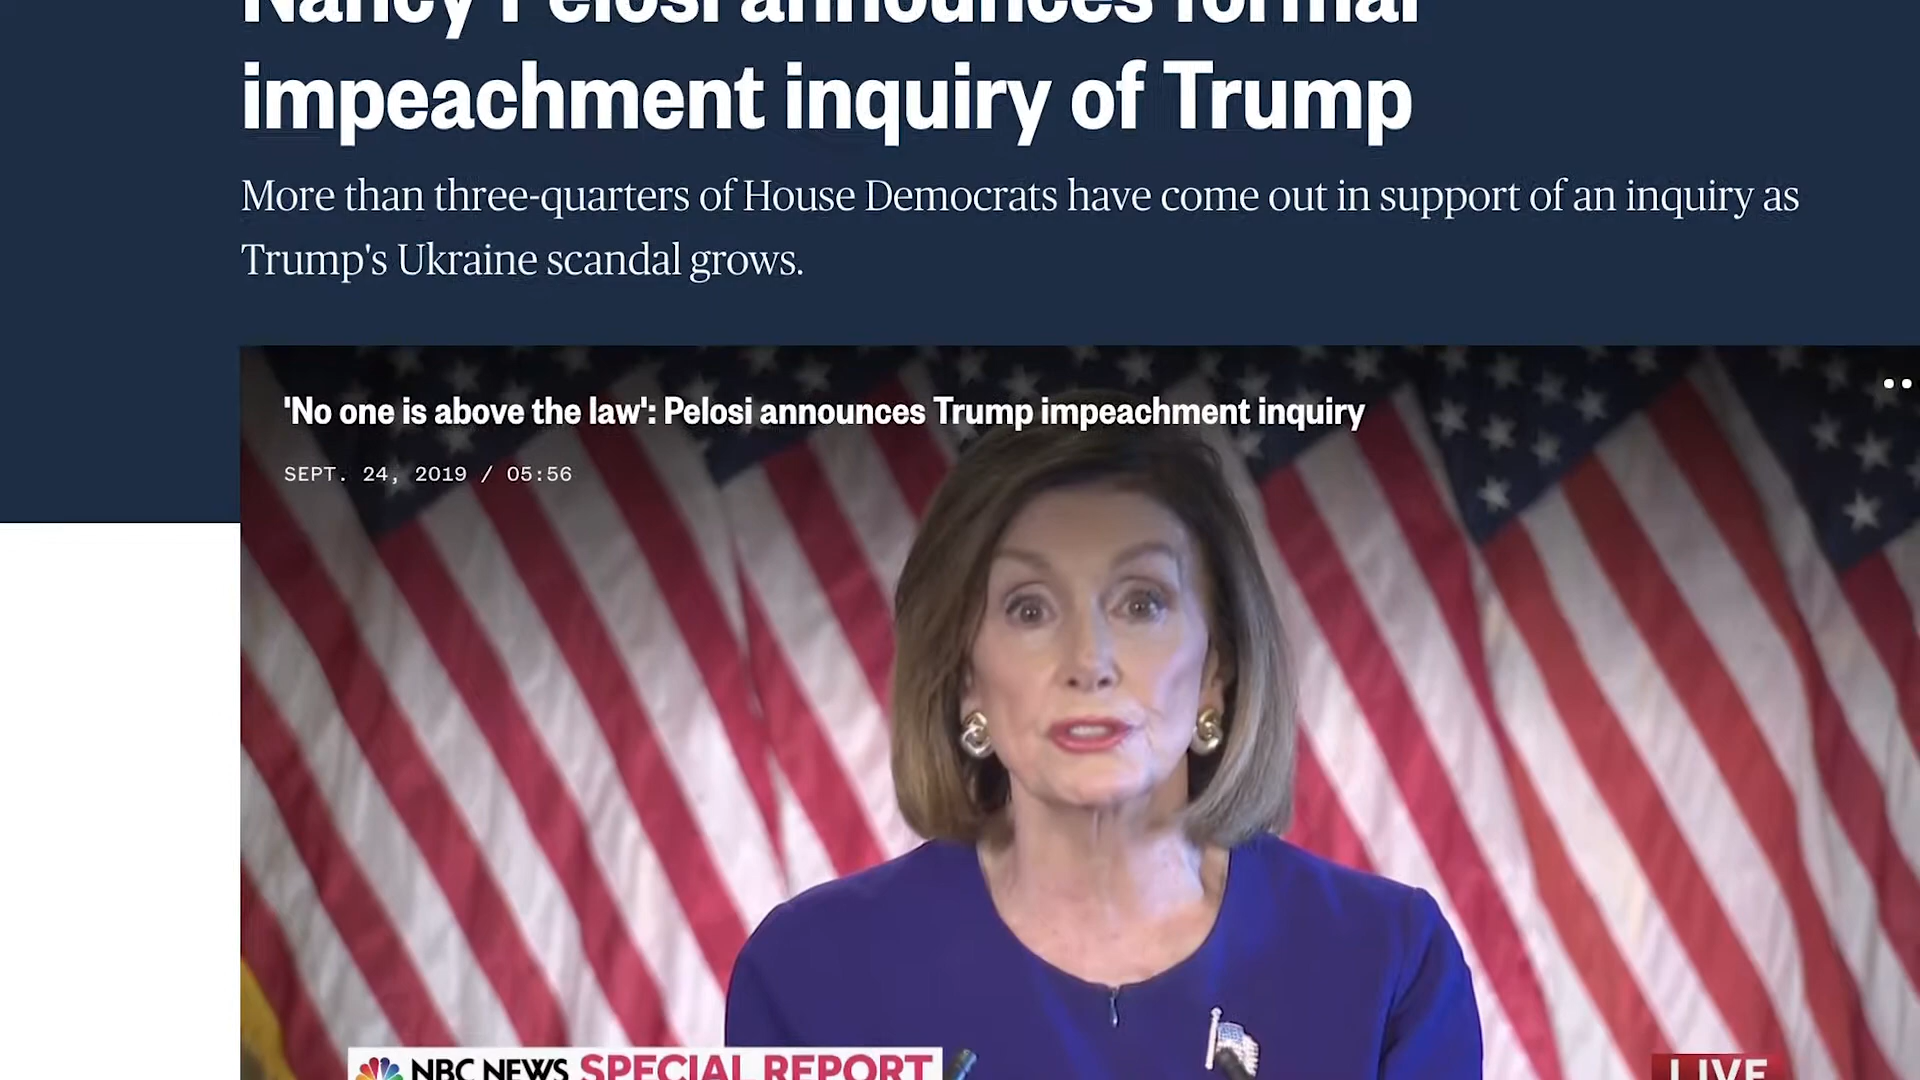 Nancy Pelosi announces formal
impeachment inquiry of Trump
More than three-quarters of House Democrats have come out in support of an inquiry as
Trump's Ukraine scandal grows.
'No one is above the law': Pelosi announces Trump impeachment inquiry
SEPT. 24, 2019 / 05:56
NBC NEWS SPECIAL REPORT
LIVE